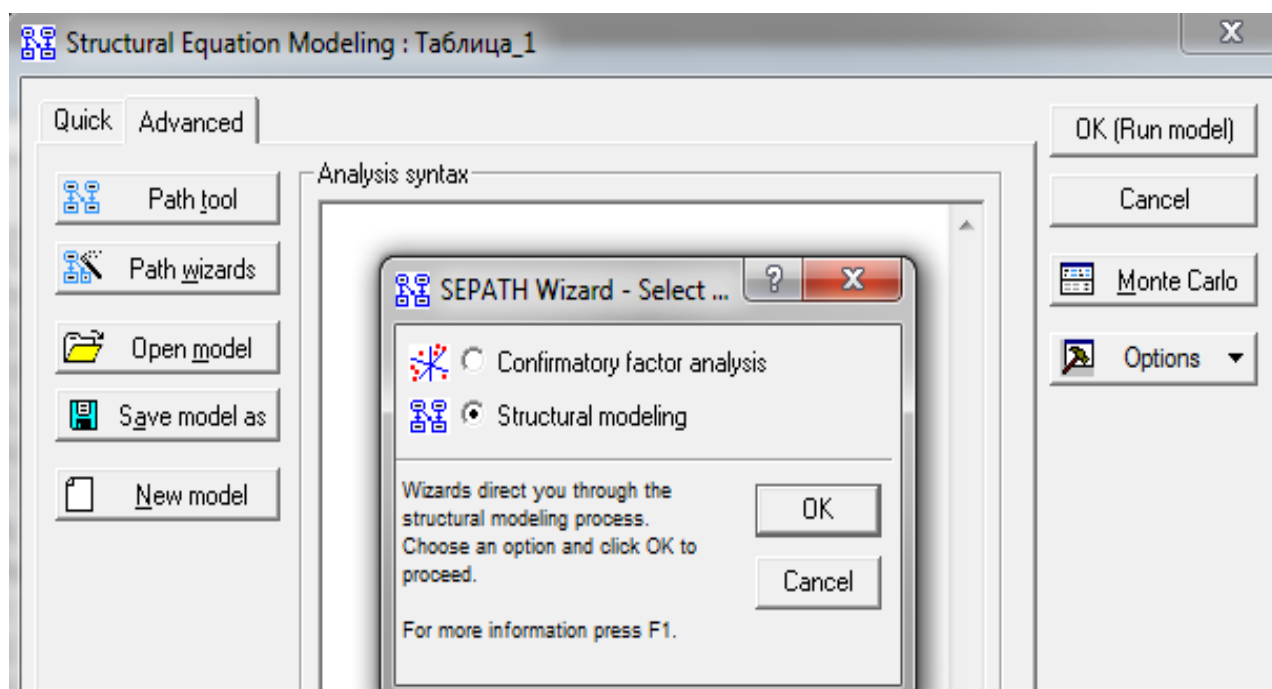 Structural Equation Modeling : Таблица_1
Quick Advanced
Path tool
Path wizards
Open model
Save model as
New model
Analysis syntax
SEPATH Wizard - Select ...
Confirmatory factor analysis
Structural modeling
Wizards direct you through the
structural modeling process.
Choose an option and click OK to
proceed.
For more information press F1.
OK
Cancel
OK (Run model)
Cancel
Monte Carlo
Options